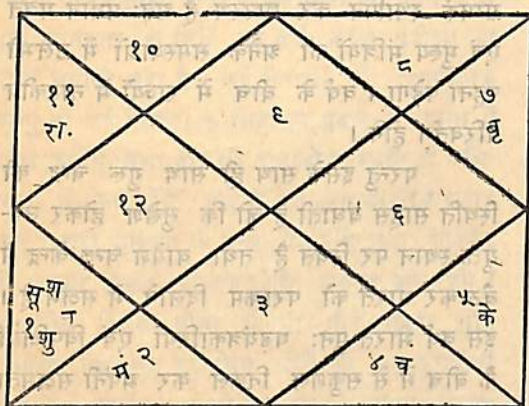 १०
८
११
रा.
९
७
बृ
१२
६
सू श
१ शु
३
५
के
मं २
४ च